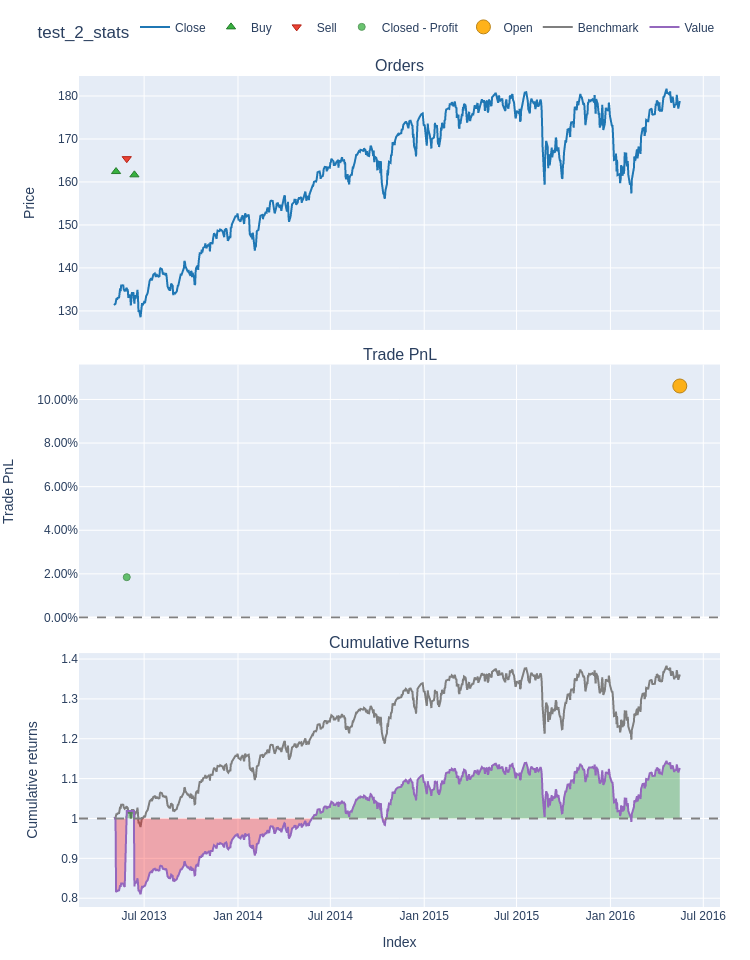 test_2_stats
Close Buy Sell Closed - Profit Open Benchmark Value
Orders
180
170
160
150
140
130
Price
Trade PnL
10.00%
8.00%
6.00%
4.00%
2.00%
0.00%
Trade PnL
Cumulative Returns
1.4
1.3
1.2
1.1
1
0.9
0.8
Cumulative returns
Jul 2013 Jan 2014 Jul 2014 Jan 2015 Jul 2015 Jan 2016 Jul 2016
Index